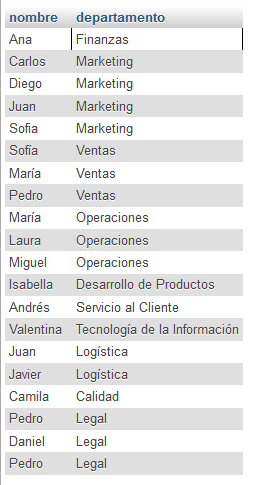 nombre departamento
Ana Finanzas
Carlos Marketing
Diego Marketing
Juan Marketing
Sofia Marketing
Sofía Ventas
María Ventas
Pedro Ventas
María Operaciones
Laura Operaciones
Miguel Operaciones
Isabella Desarrollo de Productos
Andrés Servicio al Cliente
Valentina Tecnología de la Información
Juan Logística
Javier Logística
Camila Calidad
Pedro Legal
Daniel Legal
Pedro Legal